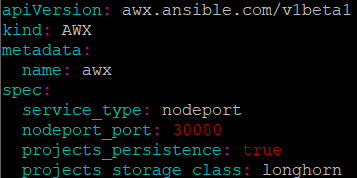 apiVersion: awx.ansible.com/v1beta1
kind: AWX
metadata:
  name: awx
spec:
  service_type: nodeport
  nodeport_port: 30080
  projects_persistence: true
  projects_storage_class: longhorn